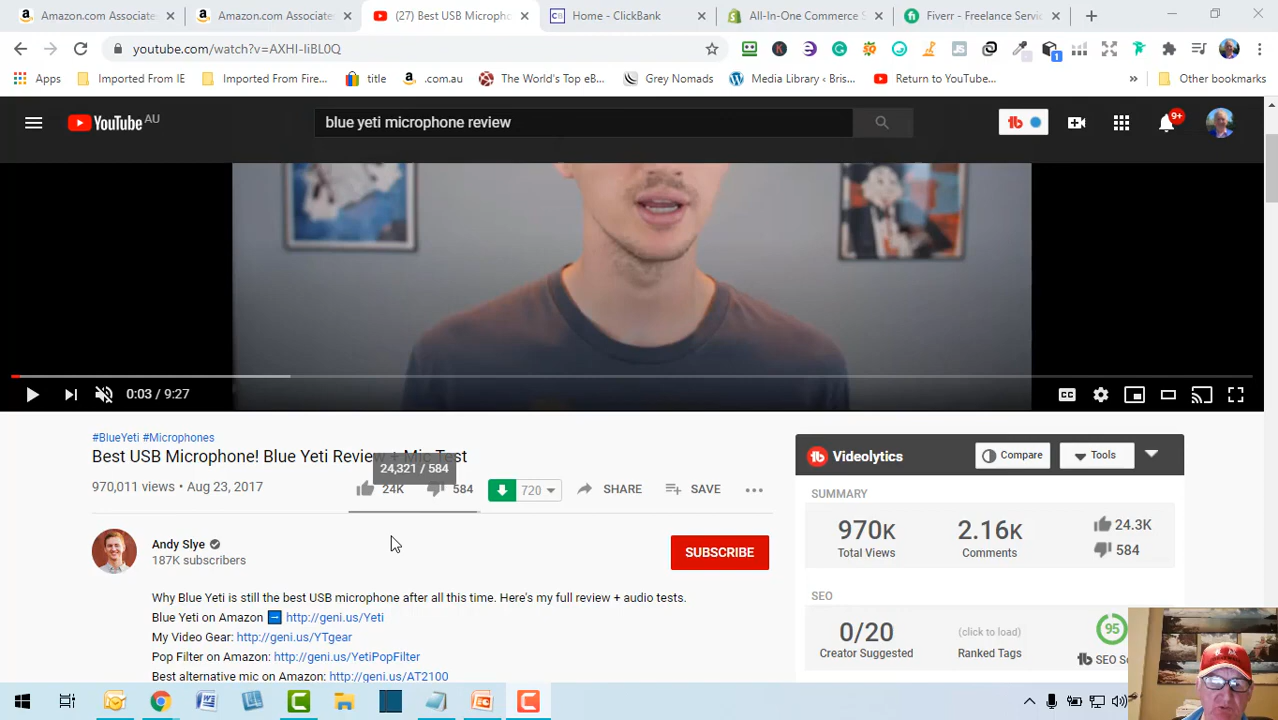 Amazon.com Associate
Amazon.com Associate
(27) Best USB Microph
Home - ClickBank
All-In-One Commerce S
Fiverr - Freelance Servi
youtube.com/watch?v=AXHI-IiBL0Q
Apps
Imported From IE
Imported From Fire...
title
.com.au
The World's Top eB...
Grey Nomads
Media Library ‹ Bris...
Return to YouTube...
Other bookmarks
YouTube AU
blue yeti microphone review
9+
CC
0:03 / 9:27
#BlueYeti #Microphones
Best USB Microphone! Blue Yeti Review + Mic Test
24,321 / 584
970,011 views • Aug 23, 2017
24K
584
720
SHARE
SAVE
Andy Slye
187K subscribers
SUBSCRIBE
Why Blue Yeti is still the best USB microphone after all this time. Here's my full review + audio tests.
Blue Yeti on Amazon http://geni.us/Yeti
My Video Gear: http://geni.us/YTgear
Pop Filter on Amazon: http://geni.us/YetiPopFilter
Best alternative mic on Amazon: http://geni.us/AT2100
tb Videolytics
Compare
Tools
SUMMARY
970K
Total Views
2.16K
Comments
24.3K
584
SEO
0/20
Creator Suggested
(click to load)
Ranked Tags
95
tb SEO S